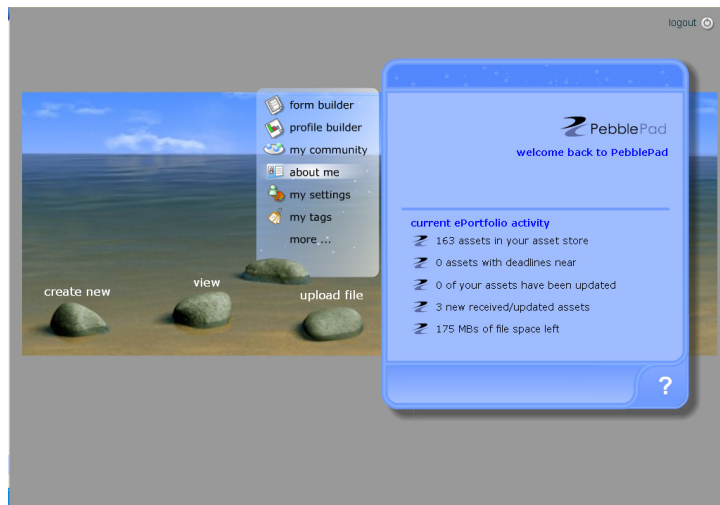 logout
form builder
profile builder
my community
about me
my settings
my tags
more ...
create new
view
upload file
PebblePad
welcome back to PebblePad
current ePortfolio activity
163 assets in your asset store
0 assets with deadlines near
0 of your assets have been updated
3 new received/updated assets
175 MBs of file space left
?